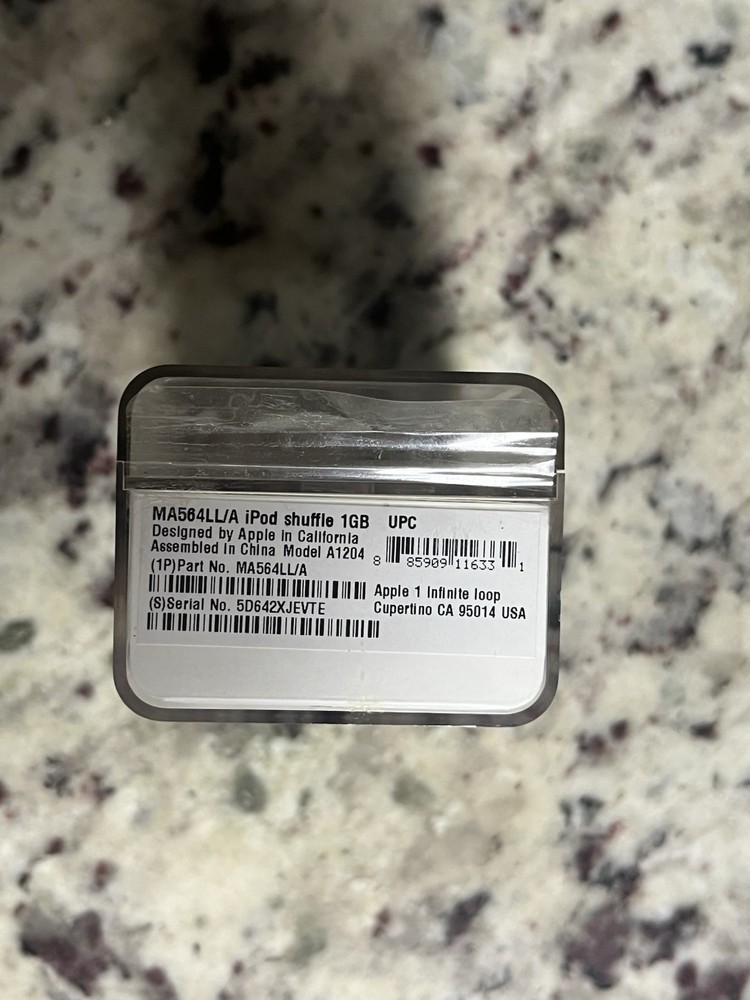 MA564LL/A iPod shuffle 1GB
Designed by Apple in California
Assembled in China Model A1204
(1P)Part No. MA564LL/A
(S)Serial No. 5D642XJEVTE
UPC
8 85909 11633 1
Apple 1 Infinite loop
Cupertino CA 95014 USA